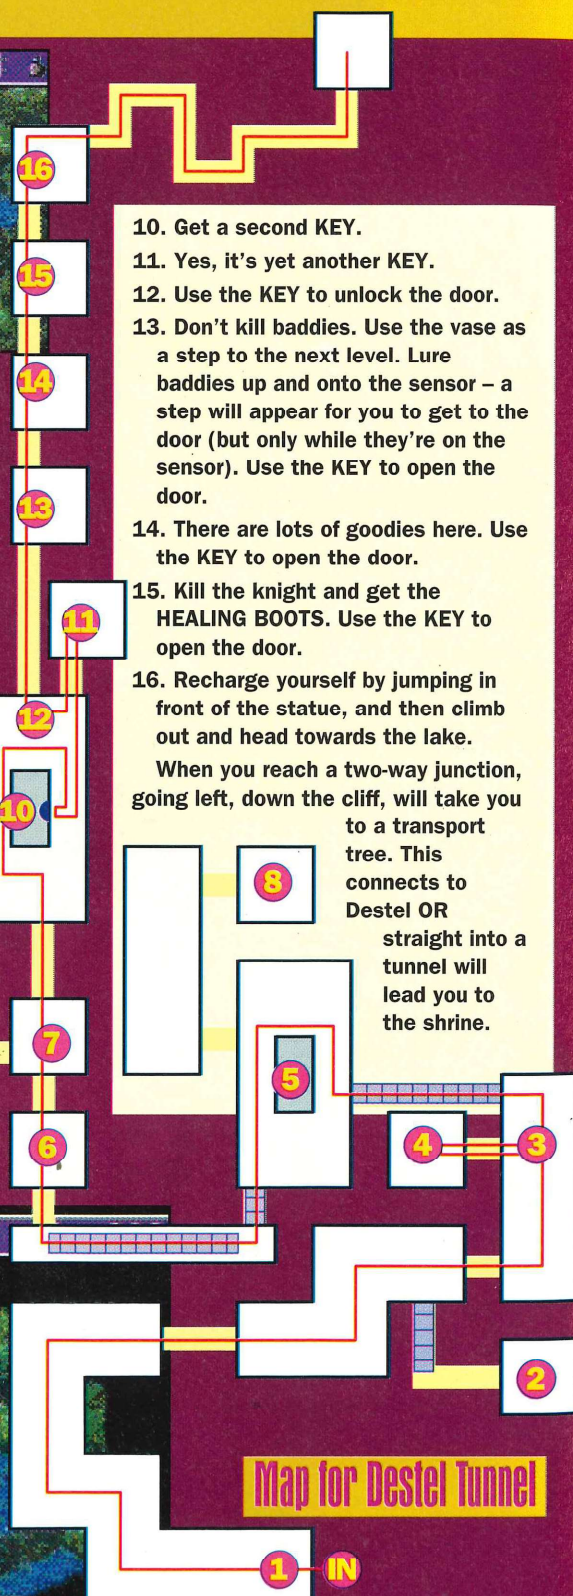 16
15
14
13
11
12
10
10. Get a second KEY.
11. Yes, it's yet another KEY.
12. Use the KEY to unlock the door.
13. Don't kill baddies. Use the vase as
a step to the next level. Lure
baddies up and onto the sensor – a
step will appear for you to get to the
door (but only while they're on the
sensor). Use the KEY to open the
door.
14. There are lots of goodies here. Use
the KEY to open the door.
15. Kill the knight and get the
HEALING BOOTS. Use the KEY to
open the door.
16. Recharge yourself by jumping in
front of the statue, and then climb
out and head towards the lake.
When you reach a two-way junction,
going left, down the cliff, will take you
to a transport
tree. This
connects to
Destel OR
straight into a
tunnel will
lead you to
the shrine.
8
7
5
6
4
3
2
Map for Destel Tunnel
1
IN